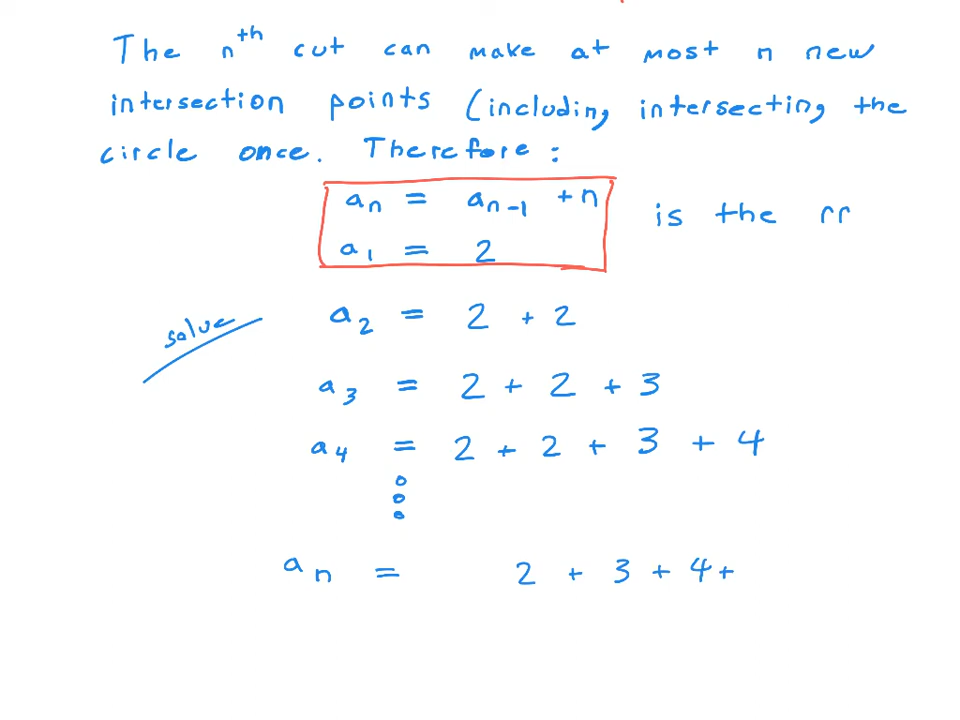 The nth cut can make at most n new
intersection points (including intersecting the
circle once. Therefore:
an = an-1 + n
is the rr
a1 = 2
solve
a2 = 2 + 2
a3 = 2 + 2 + 3
a4 = 2 + 2 + 3 + 4
an = 2 + 3 + 4 +